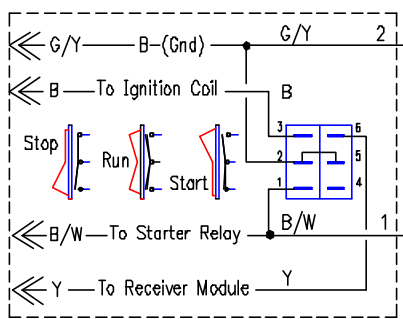 G/Y B-(Gnd) G/Y 2
B To Ignition Coil B
3 6
Stop Run Start 2 5
1 4
B/W To Starter Relay B/W 1
Y To Receiver Module Y